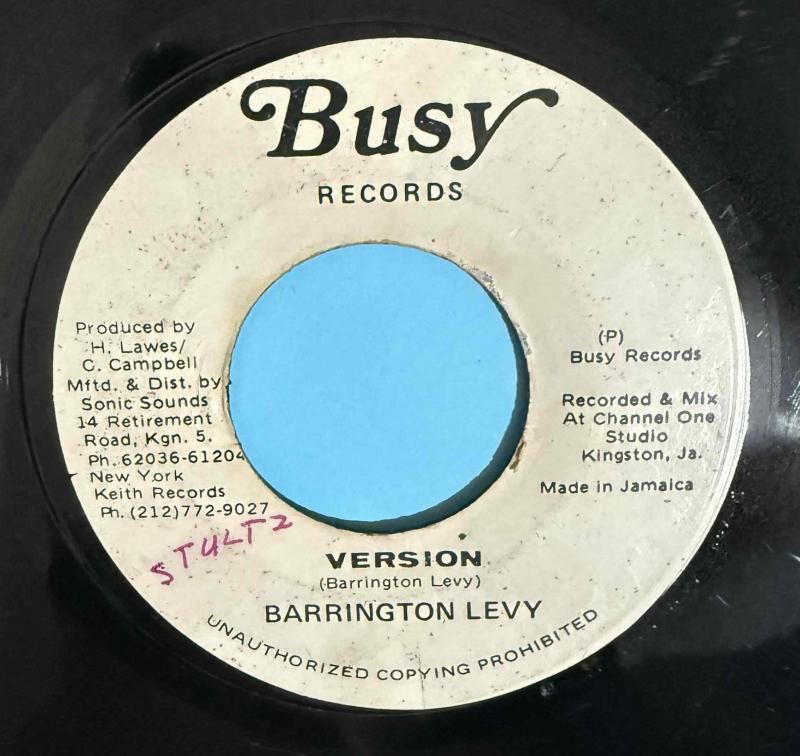 Busy
RECORDS
Produced by
H. Lawes/
C. Campbell
Mftd. & Dist. by
Sonic Sounds
14 Retirement
Road, Kgn. 5.
Ph. 62036-61204
New York
Keith Records
Ph. (212)772-9027
(P)
Busy Records
Recorded & Mix
At Channel One
Studio
Kingston, Ja.
Made in Jamaica
STULTZ
VERSION
(Barrington Levy)
BARRINGTON LEVY
UNAUTHORIZED COPYING PROHIBITED